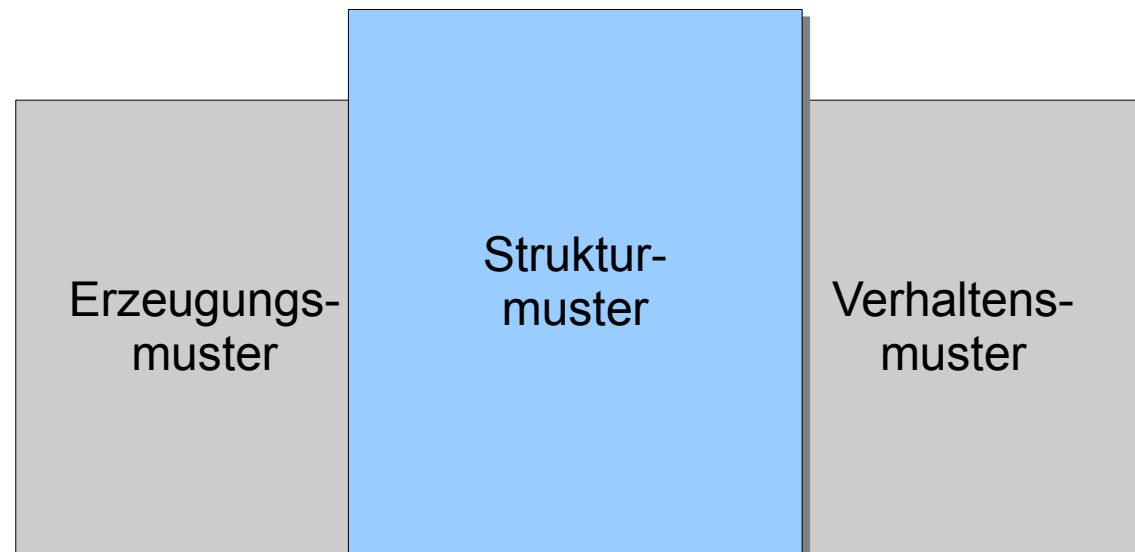 Erzeugungs-
muster
Struktur-
muster
Verhaltens-
muster